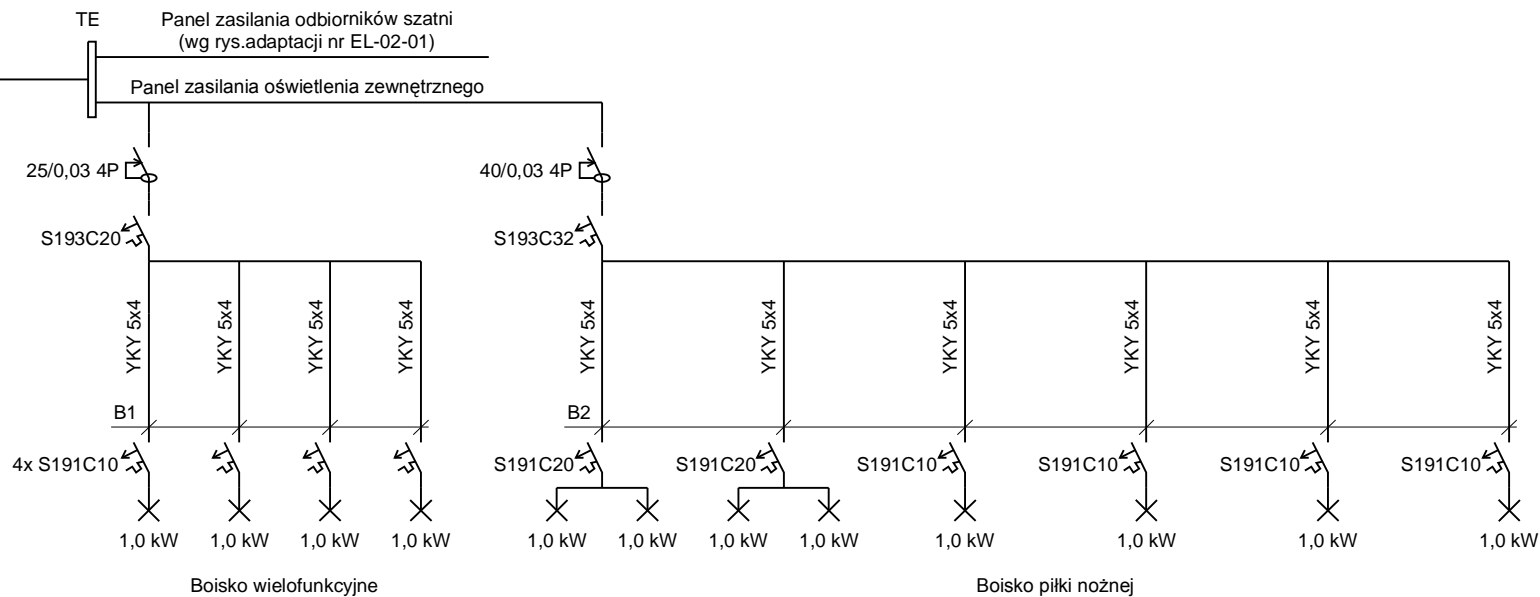 TE
Panel zasilania odbiorników szatni
(wg rys.adaptacji nr EL-02-01)
Panel zasilania oświetlenia zewnętrznego
25/0,03 4P
40/0,03 4P
S193C20
S193C32
YKY 5x4
YKY 5x4
YKY 5x4
YKY 5x4
YKY 5x4
YKY 5x4
YKY 5x4
YKY 5x4
YKY 5x4
YKY 5x4
B1
B2
4x S191C10
S191C20
S191C20
S191C10
S191C10
S191C10
S191C10
1,0 kW
1,0 kW
1,0 kW
1,0 kW
1,0 kW
1,0 kW
1,0 kW
1,0 kW
1,0 kW
1,0 kW
1,0 kW
1,0 kW
Boisko wielofunkcyjne
Boisko piłki nożnej